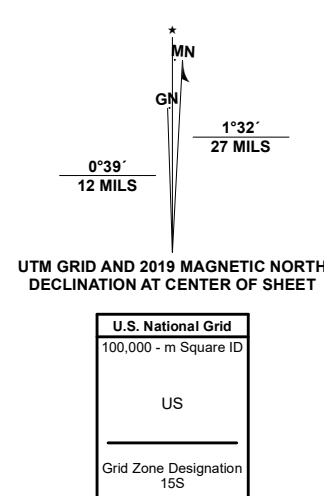 ★
MN
GN
1°32´
27 MILS
0°39´
12 MILS
UTM GRID AND 2019 MAGNETIC NORTH
DECLINATION AT CENTER OF SHEET
U.S. National Grid
100,000 - m Square ID
US
Grid Zone Designation
15S